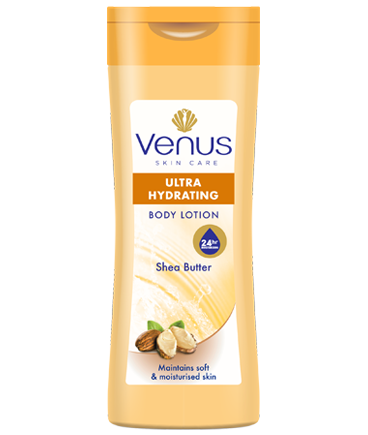 Venus
SKIN CARE
ULTRA
HYDRATING
BODY LOTION
24hr
Shea Butter
Maintains soft
& moisturised skin